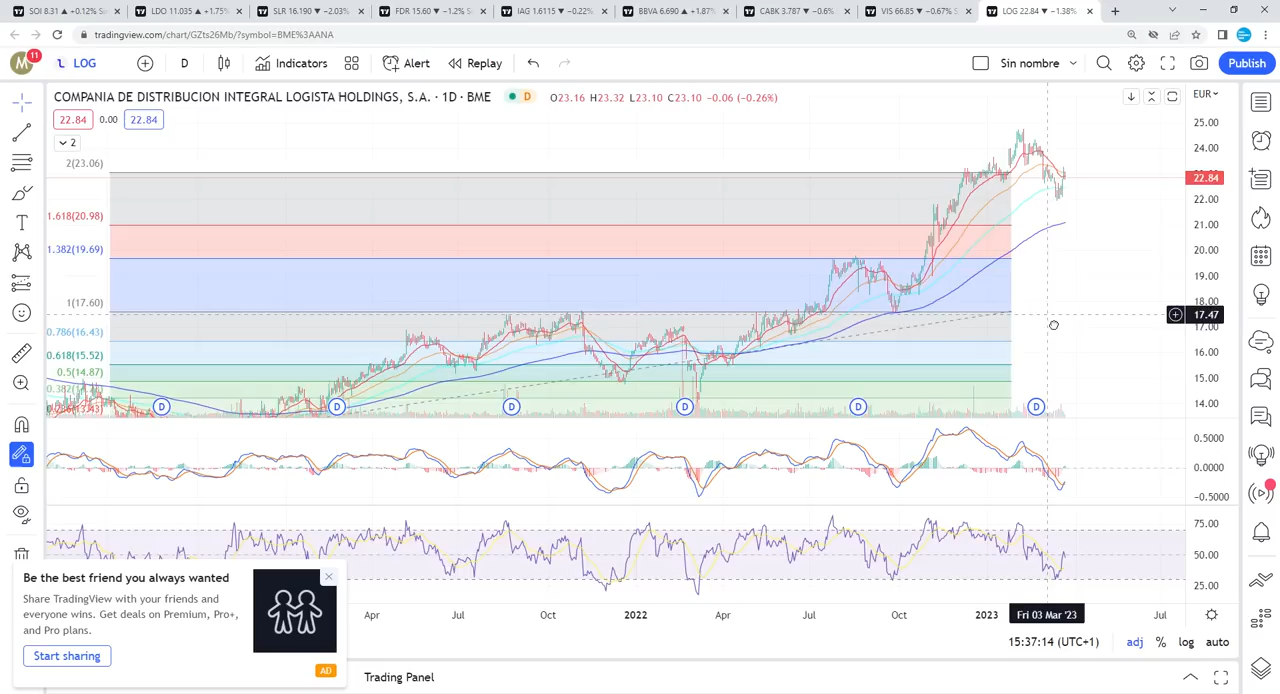 SOI 8.31 ▲ +0.12% Sin
LDO 11.035 ▲ +1.75%
SLR 16.190 ▼ −2.03%
FDR 15.60 ▼ −1.2% S
IAG 1.6115 ▼ −0.22%
BBVA 6.690 ▲ +1.87%
CABK 3.787 ▼ −0.6%
VIS 66.85 ▼ −0.67% S
LOG 22.84 ▼ −1.38%
tradingview.com/chart/GZts26Mb/?symbol=BME%3AANA
M 11
LOG
D
Indicators
Alert
Replay
Sin nombre
Publish
COMPANIA DE DISTRIBUCION INTEGRAL LOGISTA HOLDINGS, S.A. · 1D · BME
D
O23.16 H23.32 L23.10 C23.10 −0.06 (−0.26%)
EUR
22.84 0.00 22.84
2
2(23.06)
1.618(20.98)
1.382(19.69)
1(17.60)
0.786(16.43)
0.618(15.52)
0.5(14.87)
25.00
24.00
22.84
22.00
21.00
20.00
19.00
18.00
17.47
17.00
16.00
15.00
14.00
D D D D D D
0.5000
0.0000
−0.5000
75.00
50.00
25.00
Apr Jul Oct 2022 Apr Jul Oct 2023 Fri 03 Mar '23 Jul
15:37:14 (UTC+1) adj % log auto
Be the best friend you always wanted
Share TradingView with your friends and
everyone wins. Get deals on Premium, Pro+,
and Pro plans.
Start sharing
AD
Trading Panel